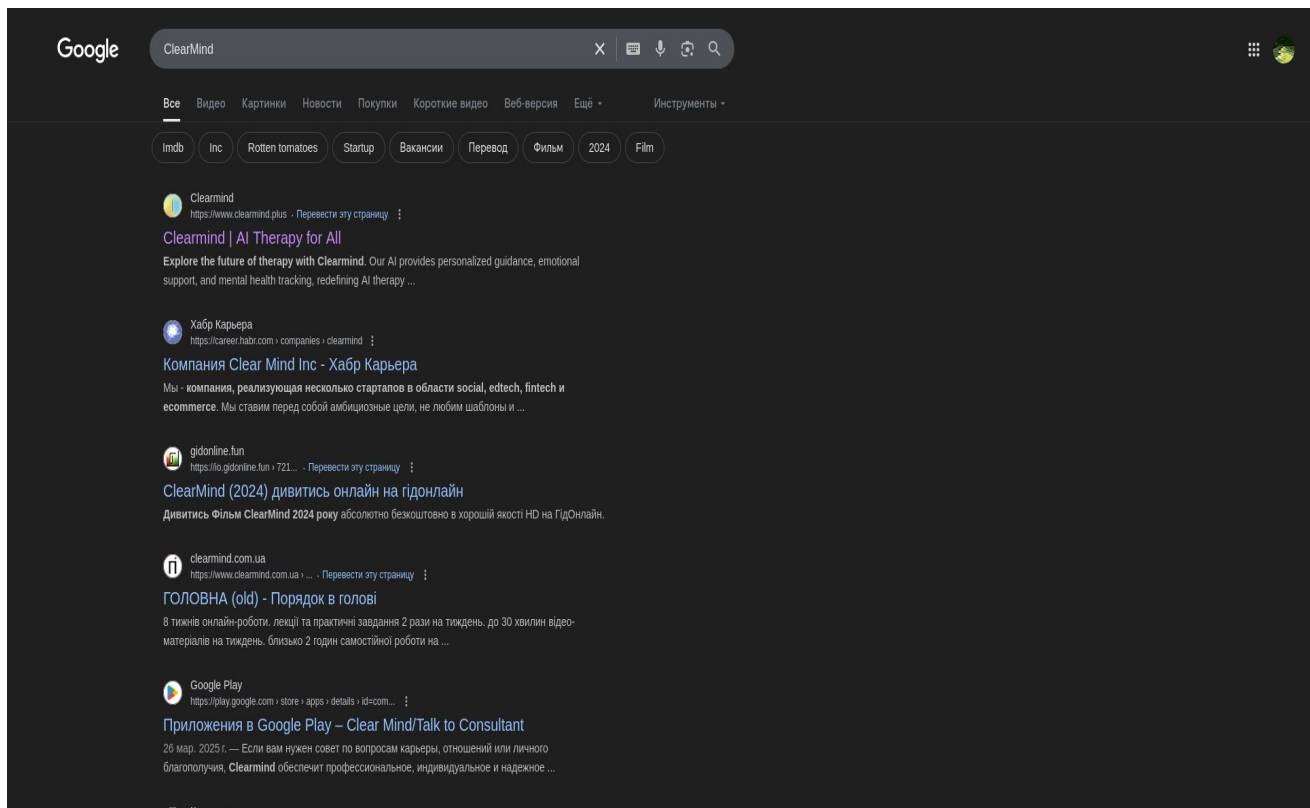 Google
ClearMind
Все Видео Картинки Новости Покупки Короткие видео Веб-версия Ещё Инструменты
Imdb Inc Rotten tomatoes Startup Вакансии Перевод Фильм 2024 Film
Clearmind
https://www.clearmind.plus · Перевести эту страницу
Clearmind | AI Therapy for All
Explore the future of therapy with Clearmind. Our AI provides personalized guidance, emotional
support, and mental health tracking, redefining AI therapy ...
Хабр Карьера
https://career.habr.com › companies › clearmind
Компания Clear Mind Inc - Хабр Карьера
Мы - компания, реализующая несколько стартапов в области social, edtech, fintech и
ecommerce. Мы ставим перед собой амбициозные цели, не любим шаблоны и ...
gidonline.fun
https://io.gidonline.fun › 721... · Перевести эту страницу
ClearMind (2024) дивитись онлайн на гідонлайн
Дивитись Фільм ClearMind 2024 року абсолютно безкоштовно в хорошій якості HD на ГідОнлайн.
clearmind.com.ua
https://www.clearmind.com.ua › ... · Перевести эту страницу
ГОЛОВНА (old) - Порядок в голові
8 тижнів онлайн-роботи. лекції та практичні завдання 2 рази на тиждень. до 30 хвилин відео-
матеріалів на тиждень. близько 2 годин самостійної роботи на ...
Google Play
https://play.google.com › store › apps › details › id=com...
Приложения в Google Play – Clear Mind/Talk to Consultant
26 мар. 2025 г. — Если вам нужен совет по вопросам карьеры, отношений или личного
благополучия, Clearmind обеспечит профессиональное, индивидуальное и надежное ...